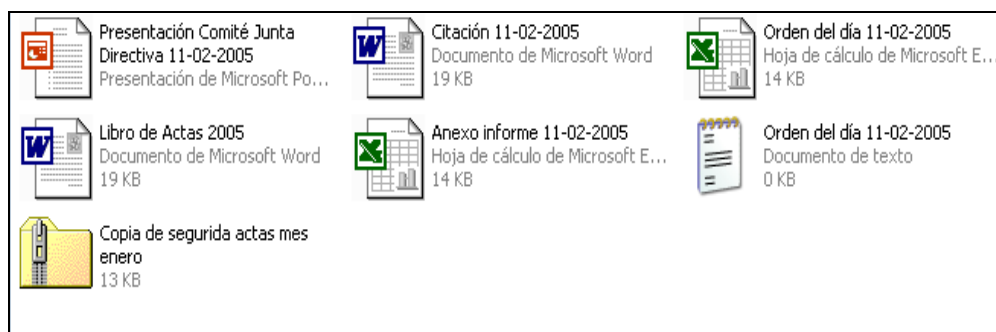 Presentación Comité Junta
Directiva 11-02-2005
Presentación de Microsoft Po...
Citación 11-02-2005
Documento de Microsoft Word
19 KB
Orden del día 11-02-2005
Hoja de cálculo de Microsoft E...
14 KB
Libro de Actas 2005
Documento de Microsoft Word
19 KB
Anexo informe 11-02-2005
Hoja de cálculo de Microsoft E...
14 KB
Orden del día 11-02-2005
Documento de texto
0 KB
Copia de segurida actas mes
enero
13 KB